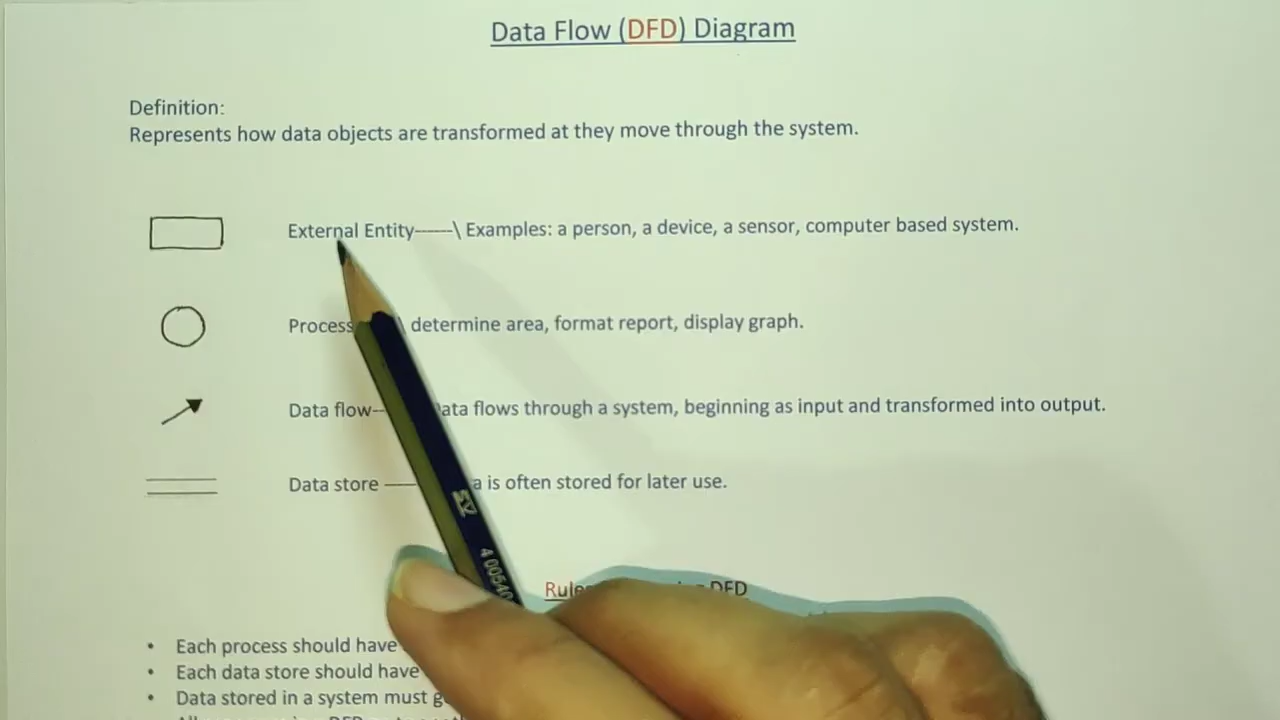 Data Flow (DFD) Diagram
Definition:
Represents how data objects are transformed at they move through the system.
External Entity——\ Examples: a person, a device, a sensor, computer based system.
Process \ determine area, format report, display graph.
Data flow-- ata flows through a system, beginning as input and transformed into output.
Data store —— a is often stored for later use.
DFD
• Each process should have
• Each data store should have
• Data stored in a system must